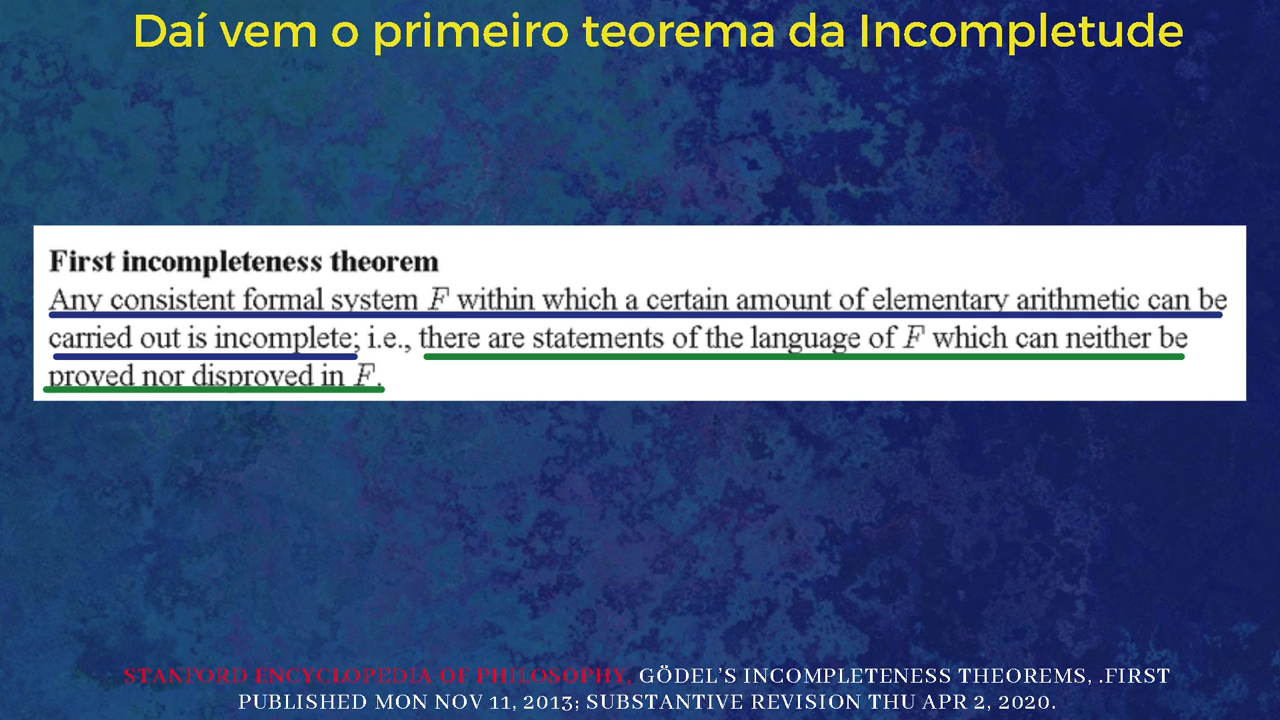 Daí vem o primeiro teorema da Incompletude
First incompleteness theorem
Any consistent formal system F within which a certain amount of elementary arithmetic can be
carried out is incomplete; i.e., there are statements of the language of F which can neither be
proved nor disproved in F.
STANFORD ENCYCLOPEDIA OF PHILOSOPHY, GÖDEL'S INCOMPLETENESS THEOREMS, .FIRST
PUBLISHED MON NOV 11, 2013; SUBSTANTIVE REVISION THU APR 2, 2020.